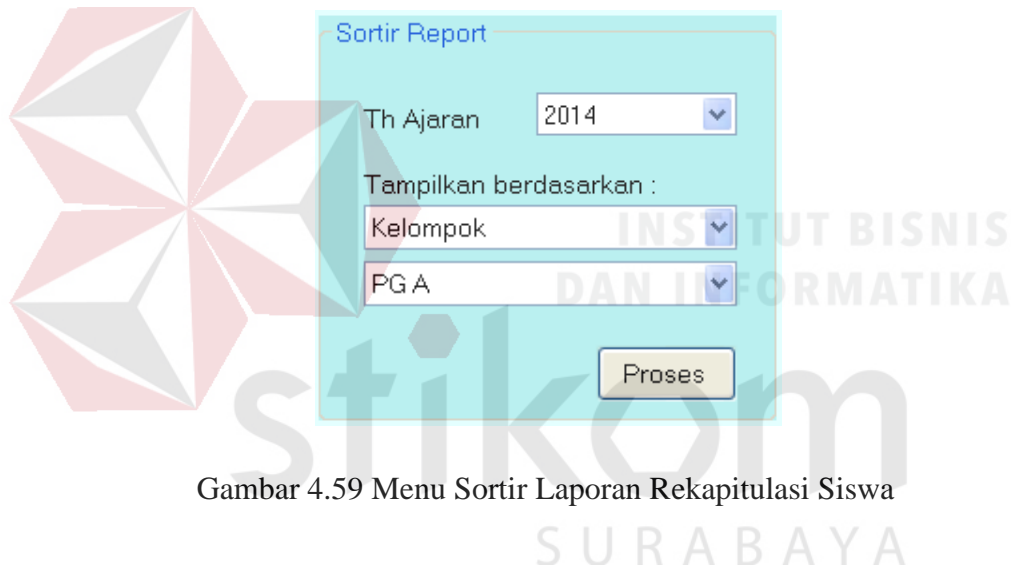 Sortir Report
Th Ajaran 2014
Tampilkan berdasarkan :
Kelompok
PG A
Proses
INSTITUT BISNIS
DAN INFORMATIKA
stikom
SURABAYA
Gambar 4.59 Menu Sortir Laporan Rekapitulasi Siswa